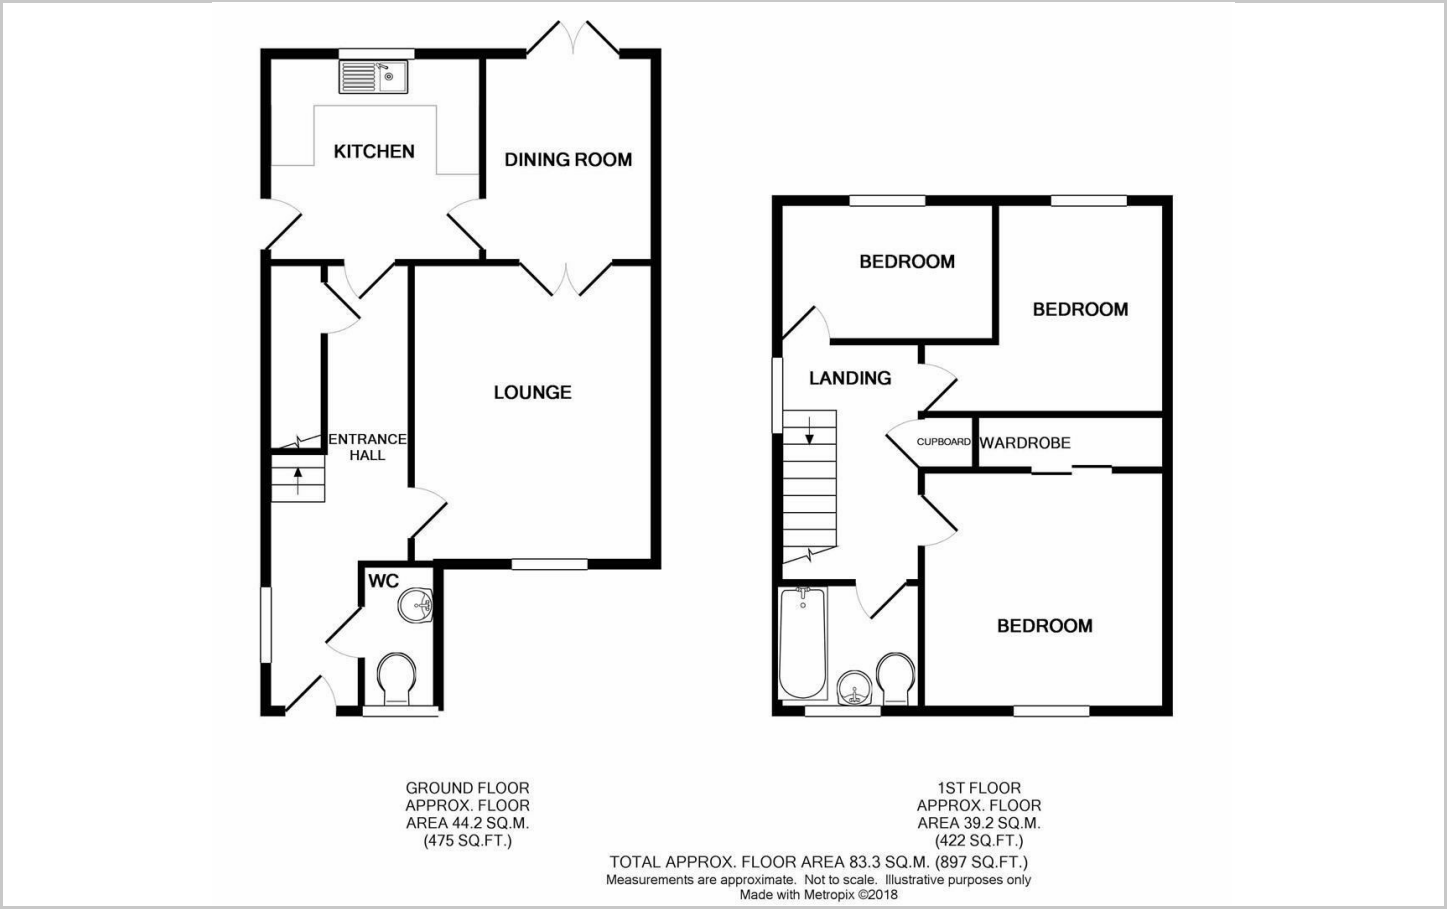 KITCHEN
DINING ROOM
LOUNGE
ENTRANCE
HALL
WC
BEDROOM
BEDROOM
LANDING
CUPBOARD
WARDROBE
BEDROOM
GROUND FLOOR
APPROX. FLOOR
AREA 44.2 SQ.M.
(475 SQ.FT.)
1ST FLOOR
APPROX. FLOOR
AREA 39.2 SQ.M.
(422 SQ.FT.)
TOTAL APPROX. FLOOR AREA 83.3 SQ.M. (897 SQ.FT.)
Measurements are approximate. Not to scale. Illustrative purposes only
Made with Metropix ©2018